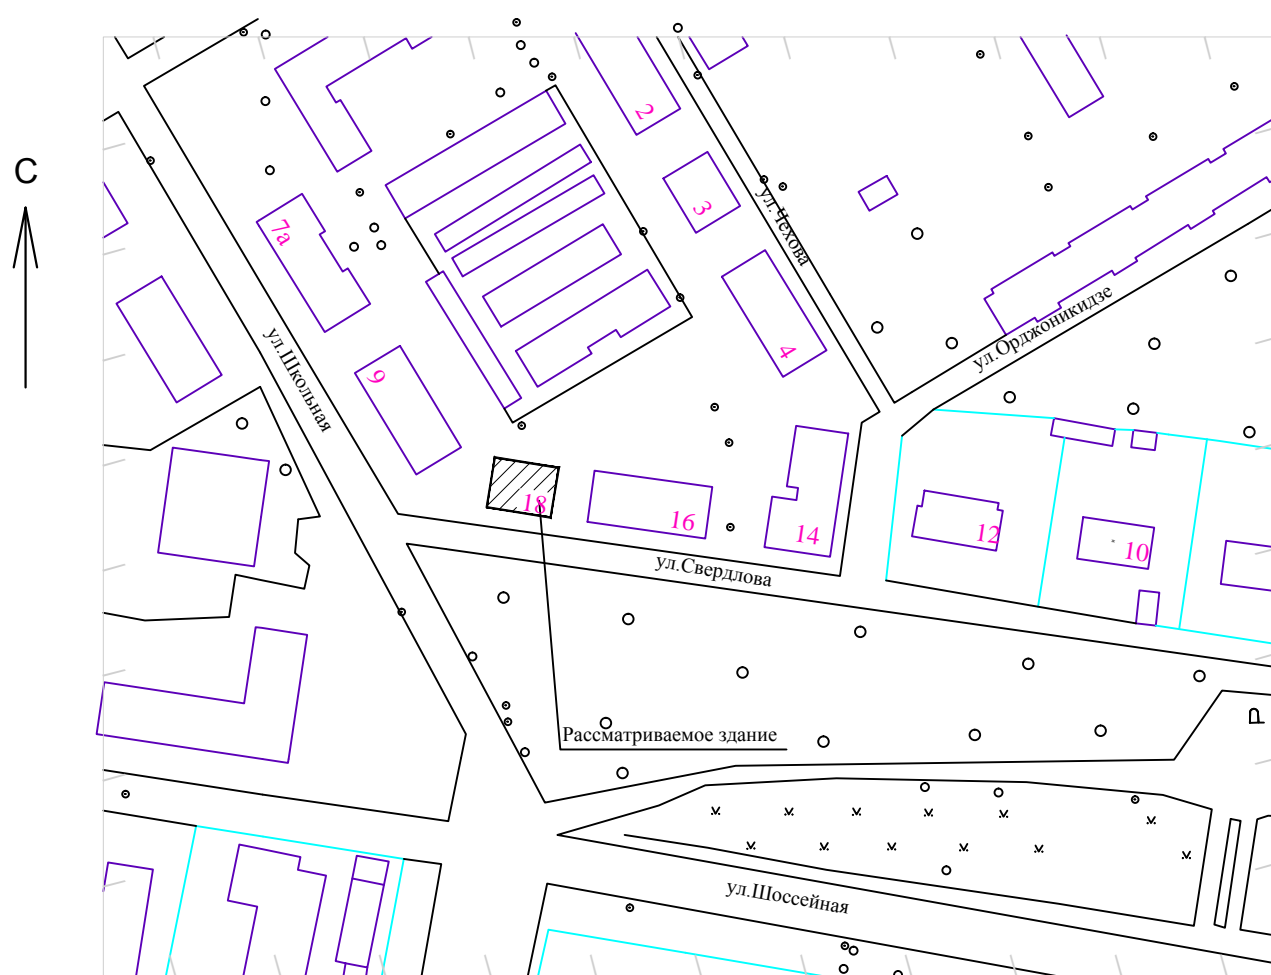 С
2
7а
3
ул.Чехова
4
ул.Орджоникидзе
ул.Школьная
9
18
16
14
12
10
ул.Свердлова
Р
Рассматриваемое здание
ул.Шоссейная